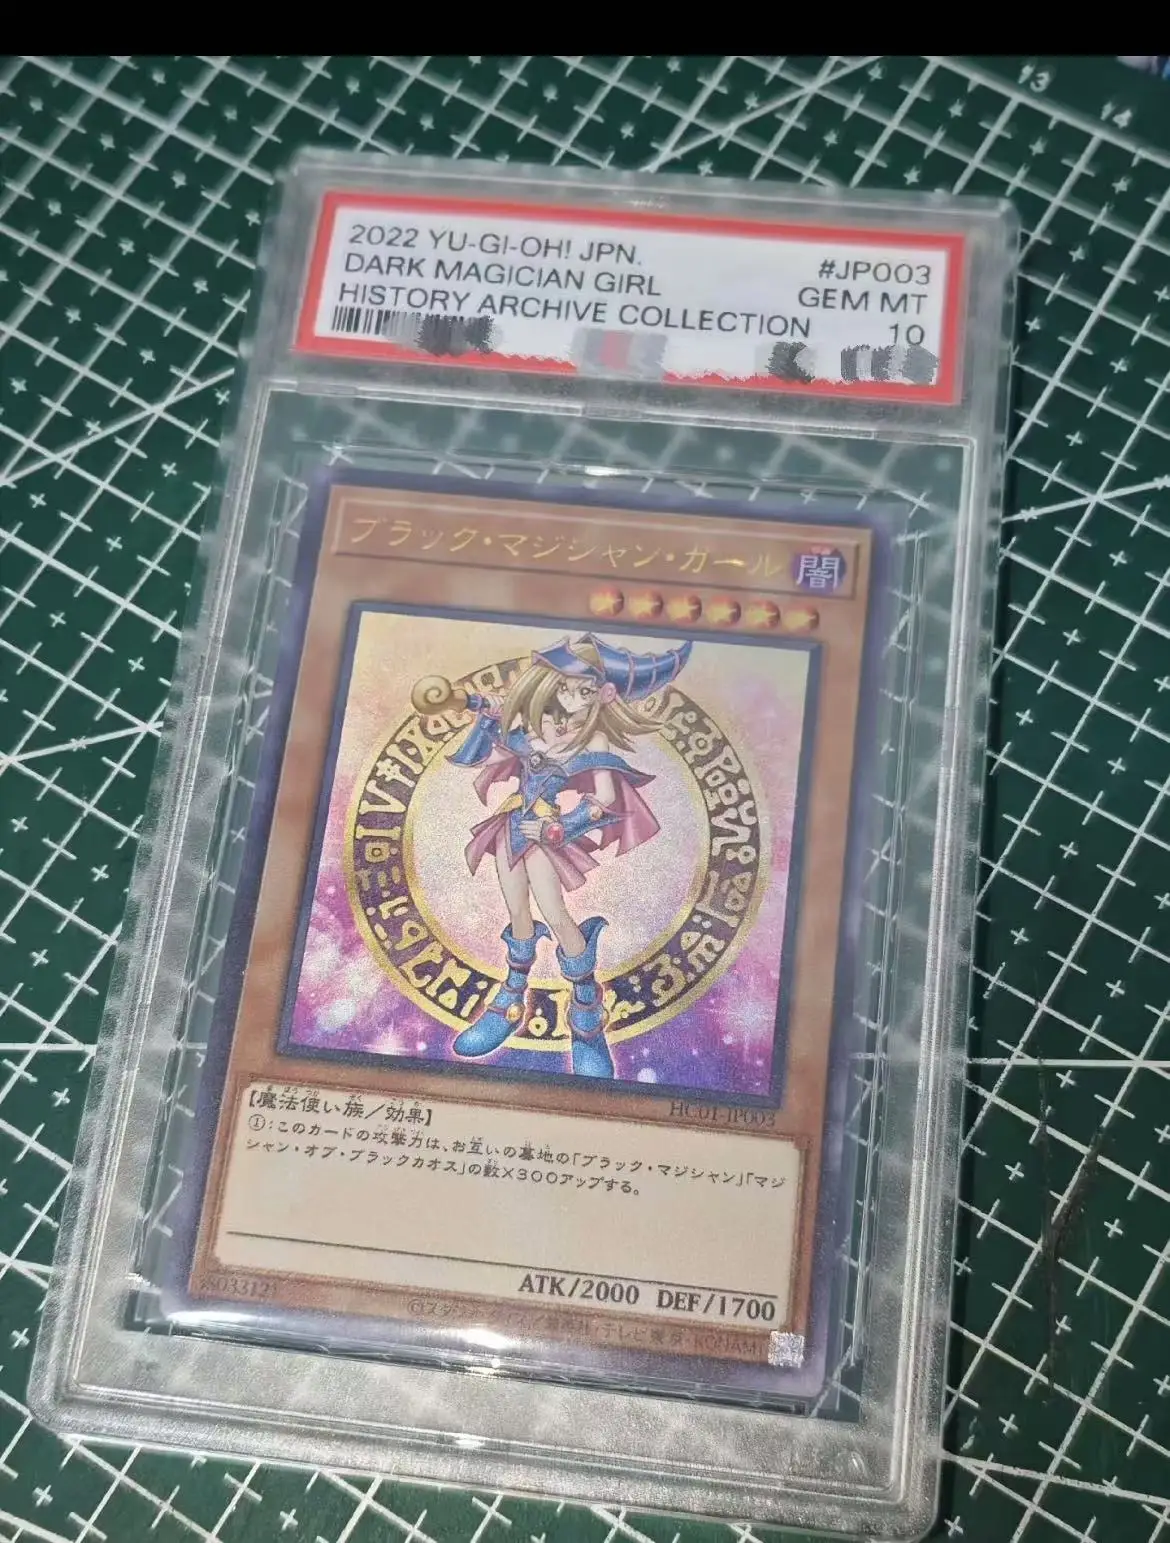 13
14
2022 YU-GI-OH! JPN.
#JP003
DARK MAGICIAN GIRL
GEM MT
HISTORY ARCHIVE COLLECTION
10
ブラック・マジシャン・ガール
闇
HC01-JP003
【魔法使い族／効果】
①：このカードの攻撃力は、お互いの墓地の「ブラック・マジシャン」「マジ
シャン・オブ・ブラックカオス」の数×３００アップする。
ATK/2000 DEF/1700
KONAMI